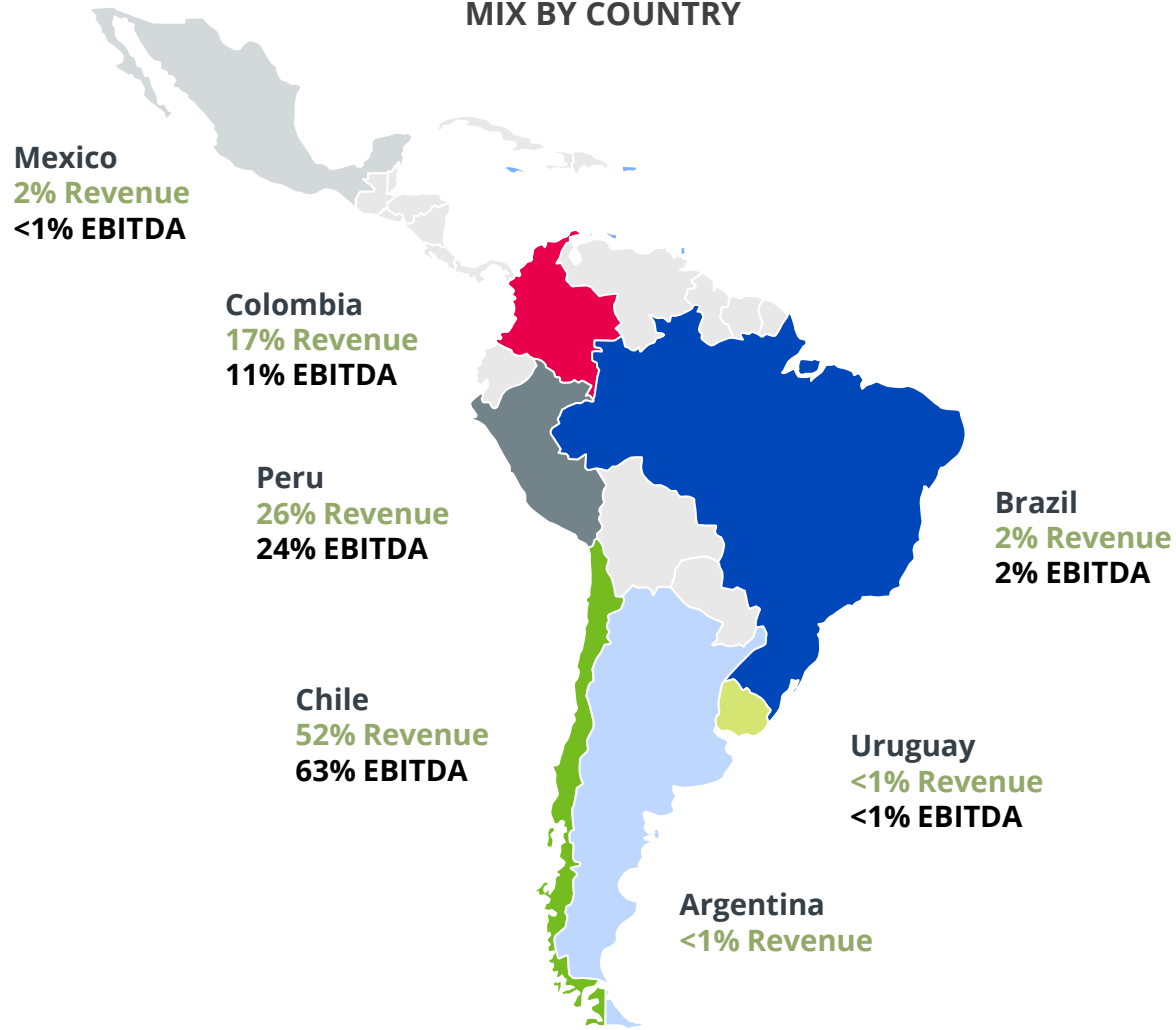 MIX BY COUNTRY
Mexico
2% Revenue
<1% EBITDA
Colombia
17% Revenue
11% EBITDA
Peru
26% Revenue
24% EBITDA
Brazil
2% Revenue
2% EBITDA
Chile
52% Revenue
63% EBITDA
Uruguay
<1% Revenue
<1% EBITDA
Argentina
<1% Revenue